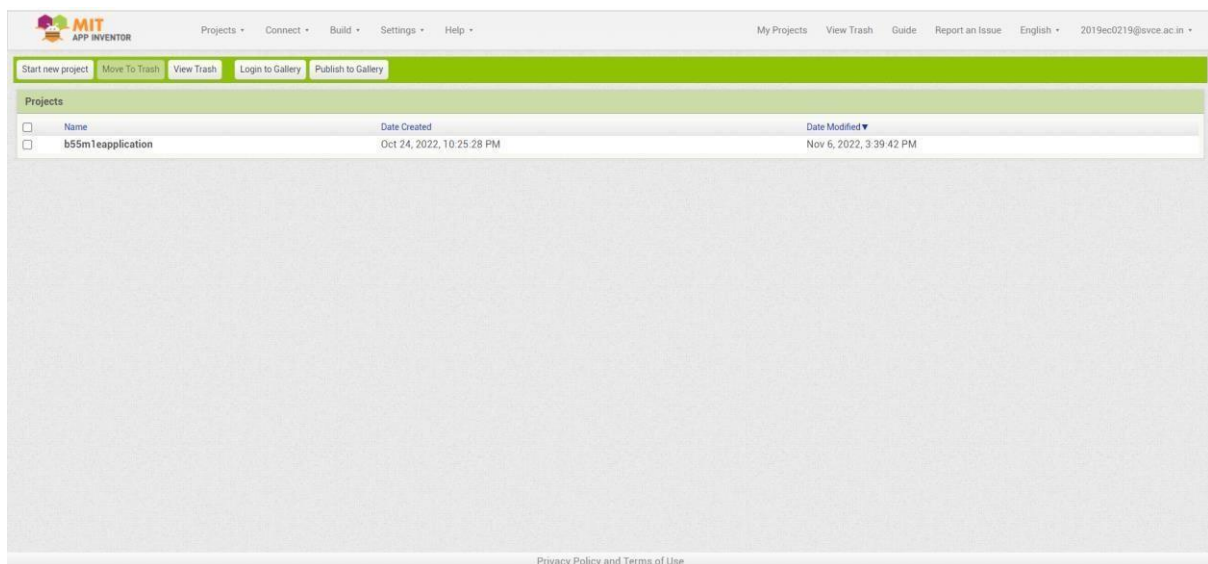 MIT
APP INVENTOR
Projects Connect Build Settings Help My Projects View Trash Guide Report an Issue English 2019ec0219@svce.ac.in
Start new project Move To Trash View Trash Login to Gallery Publish to Gallery
Projects
Name Date Created Date Modified▼
b55m1eapplication Oct 24, 2022, 10:25:28 PM Nov 6, 2022, 3:39:42 PM
Privacy Policy and Terms of Use